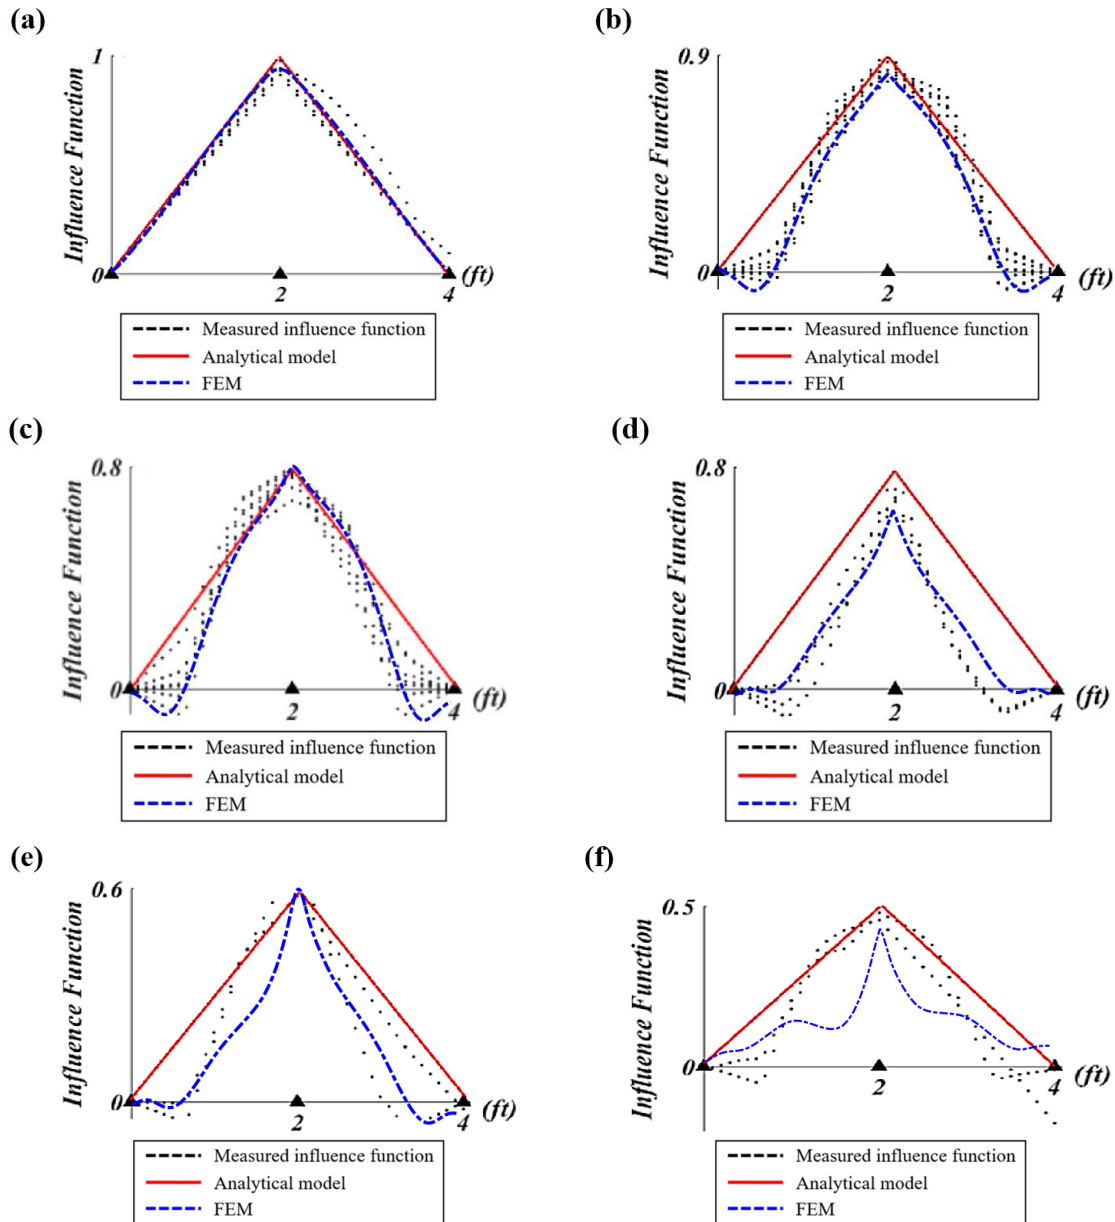 (a)
(b)
1
Influence Function
0
2
4
(ft)
0.9
Influence Function
0
2
4
(ft)
Measured influence function
Analytical model
FEM
Measured influence function
Analytical model
FEM
(c)
(d)
0.8
Influence Function
0
2
4
(ft)
0.8
Influence Function
0
2
4
(ft)
Measured influence function
Analytical model
FEM
Measured influence function
Analytical model
FEM
(e)
(f)
0.6
Influence Function
0
2
4
(ft)
0.5
Influence Function
0
2
4
(ft)
Measured influence function
Analytical model
FEM
Measured influence function
Analytical model
FEM